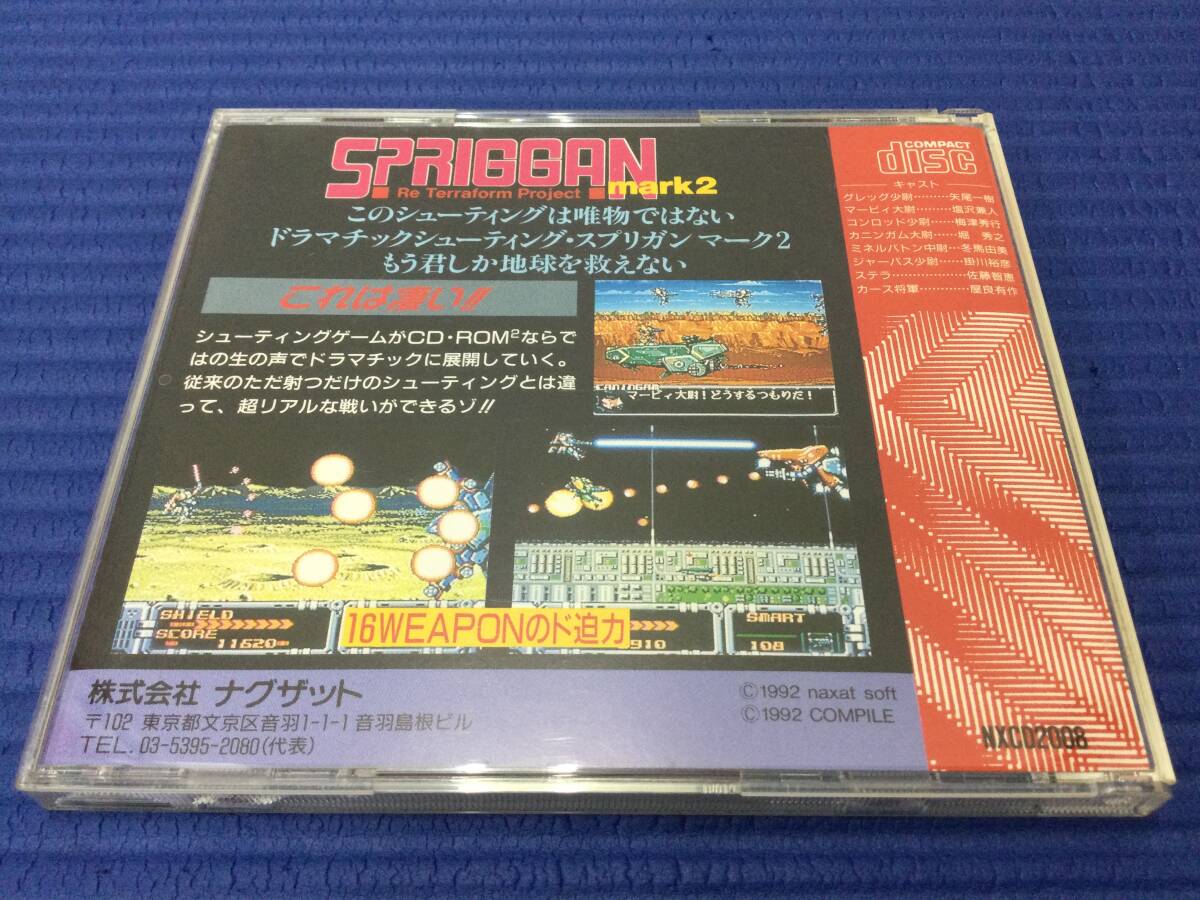 SPRIGGAN
Re Terraform Project
mark2
このシューティングは唯物ではない
ドラマチックシューティング・スプリガン マーク2
もう君しか地球を救えない
これは凄い!!
シューティングゲームがCD・ROM²ならで
はの生の声でドラマチックに展開していく。
従来のただ射つだけのシューティングとは違
って、超リアルな戦いができるゾ!!
CANINGAM
マービィ大尉!どうするつもりだ!
SHIELD
SCORE
11620
16WEAPONのド迫力
910
SMART
108
株式会社 ナグザット
〒102 東京都文京区音羽1-1-1 音羽島根ビル
TEL. 03-5395-2080(代表)
©1992 naxat soft
©1992 COMPILE
COMPACT
disc
キャスト
グレッグ少尉………矢尾一樹
マービィ大尉………塩沢兼人
コンロッド少尉……梅津秀行
カニンガム大尉……堀 秀之
ミネルバトン中尉…冬馬由美
ジャーバス少尉……掛川裕彦
ステラ………………佐藤智恵
カース将軍…………屋良有作
NXCD2008